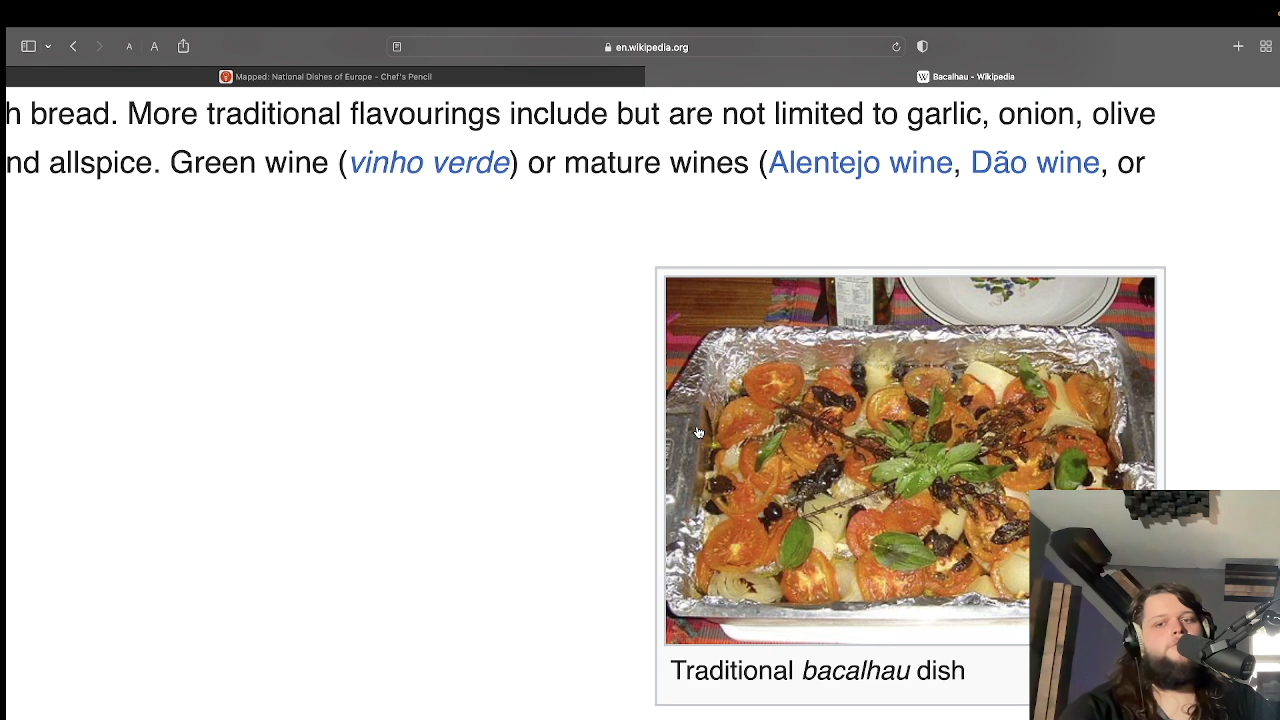 A A en.wikipedia.org
Mapped: National Dishes of Europe - Chef's Pencil
W Bacalhau - Wikipedia
h bread. More traditional flavourings include but are not limited to garlic, onion, olive
nd allspice. Green wine (vinho verde) or mature wines (Alentejo wine, Dão wine, or
Traditional bacalhau dish